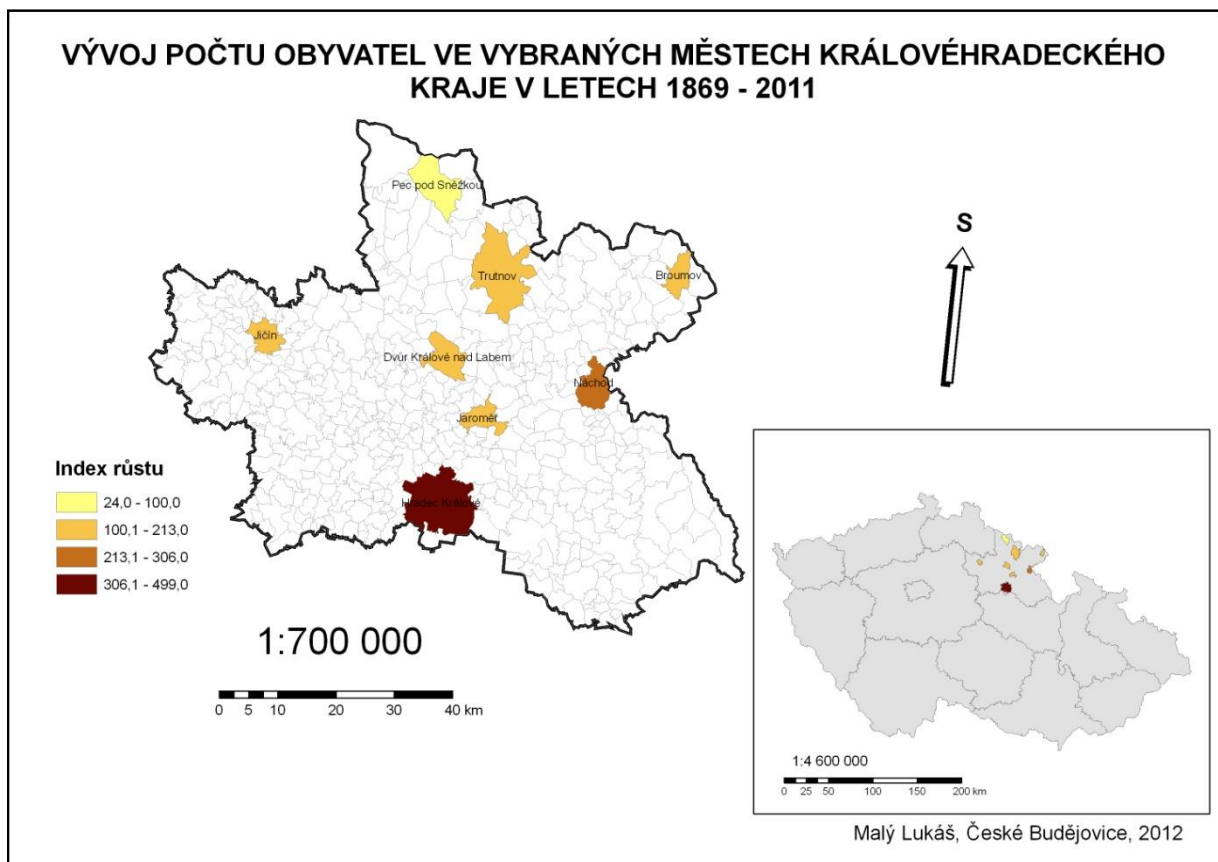 VÝVOJ POČTU OBYVATEL VE VYBRANÝCH MĚSTECH KRÁLOVÉHRADECKÉHO
KRAJE V LETECH 1869 - 2011
Pec pod Sněžkou
S
Trutnov
Broumov
Jičín
Dvůr Králové nad Labem
Náchod
Jaroměř
Hradec Králové
Index růstu
24,0 - 100,0
100,1 - 213,0
213,1 - 306,0
306,1 - 499,0
1:700 000
0 5 10 20 30 40 km
1:4 600 000
0 25 50 100 150 200 km
Malý Lukáš, České Budějovice, 2012